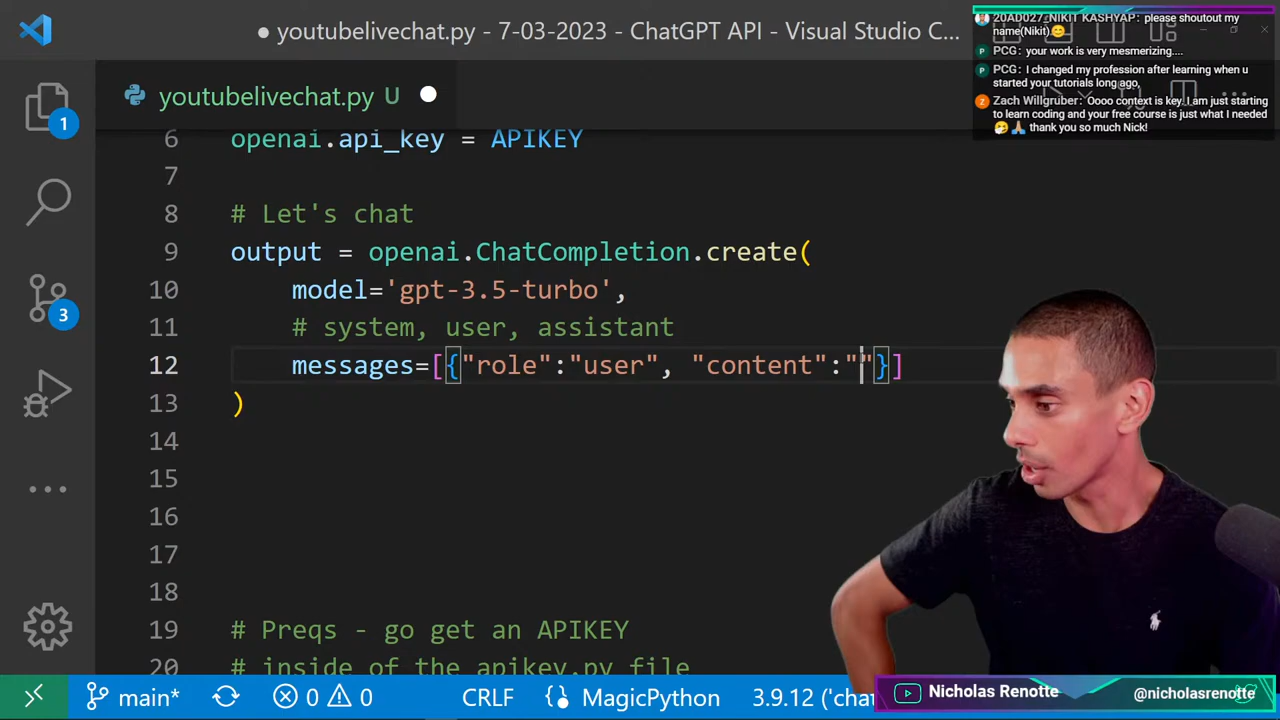 youtubelivechat.py - 7-03-2023 - ChatGPT API - Visual Studio C...
20AD027_NIKIT KASHYAP: please shoutout my
name(Nikit)😊
PCG: your work is very mesmerizing....
PCG: I changed my profession after learning when u
started your tutorials long ago,
Zach Willgruber: Oooo context is key. I am just starting
to learn coding and your free course is just what I needed
thank you so much Nick!
youtubelivechat.py U
6 openai.api_key = APIKEY
7
8 # Let's chat
9 output = openai.ChatCompletion.create(
10 model='gpt-3.5-turbo',
11 # system, user, assistant
12 messages=[{"role":"user", "content":""}]
13 )
14
15
16
17
18
19 # Preqs - go get an APIKEY
20 # inside of the apikey.py file
1
3
main* 0 0 CRLF {} MagicPython 3.9.12 ('chat
Nicholas Renotte @nicholasrenotte